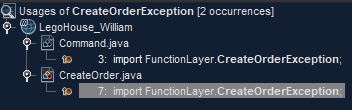 Usages of CreateOrderException [2 occurrences]
LegoHouse_William
Command.java
3: import FunctionLayer.CreateOrderException;
CreateOrder.java
7: import FunctionLayer.CreateOrderException;